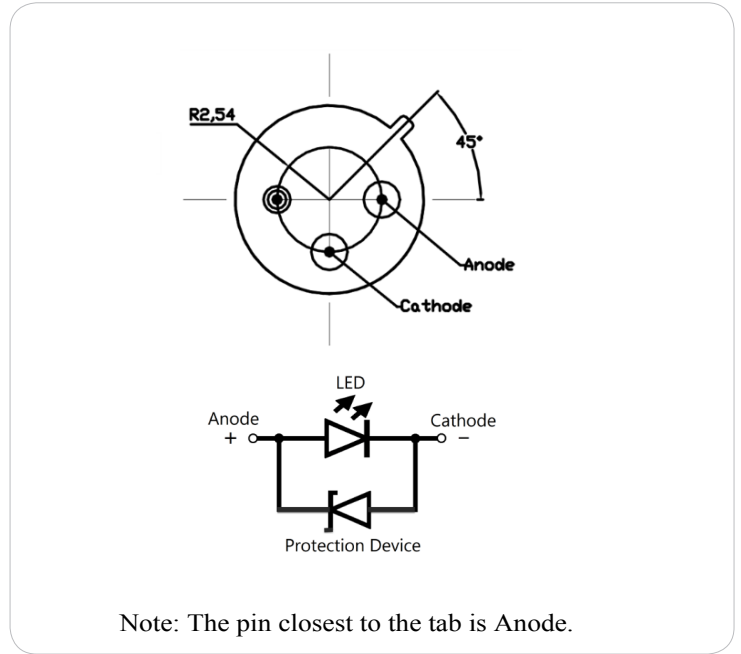 R2,54
45°
Anode
Cathode
LED
Anode
Cathode
+
−
Protection Device
Note: The pin closest to the tab is Anode.